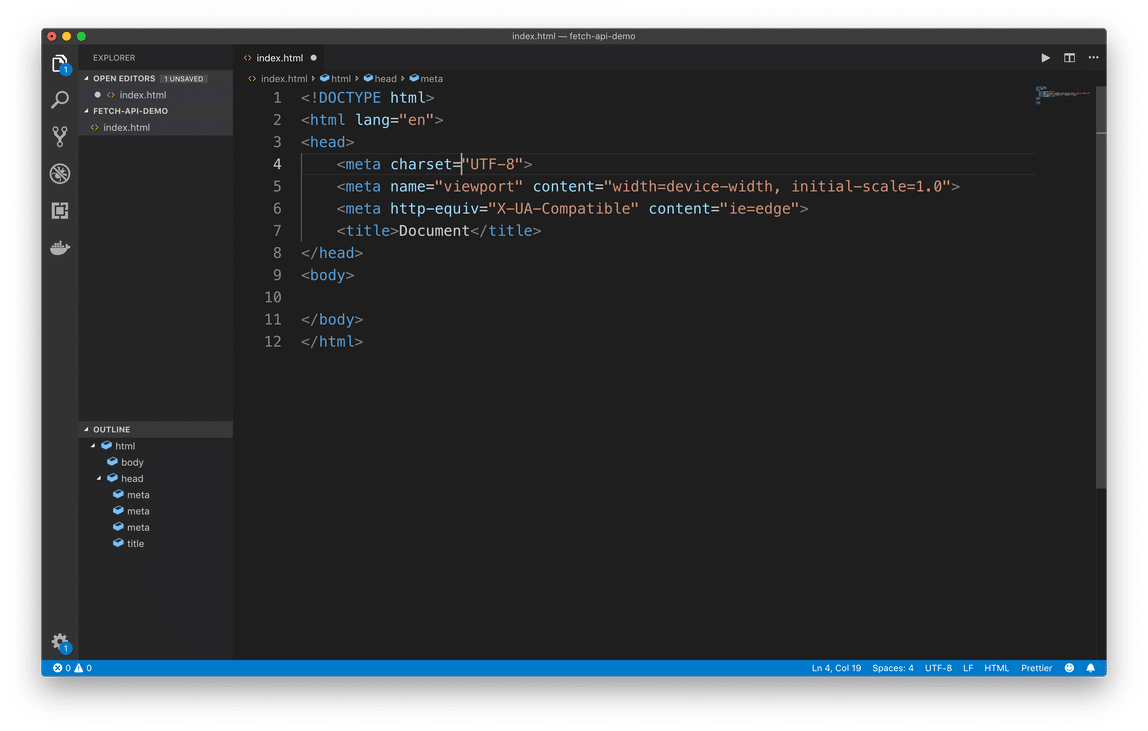 index.html — fetch-api-demo
EXPLORER
OPEN EDITORS 1 UNSAVED
index.html
FETCH-API-DEMO
index.html
OUTLINE
html
body
head
meta
meta
meta
title
1
1
index.html
index.html html head meta
1 <!DOCTYPE html>
2 <html lang="en">
3 <head>
4     <meta charset="UTF-8">
5     <meta name="viewport" content="width=device-width, initial-scale=1.0">
6     <meta http-equiv="X-UA-Compatible" content="ie=edge">
7     <title>Document</title>
8 </head>
9 <body>
10
11 </body>
12 </html>
0 0 Ln 4, Col 19 Spaces: 4 UTF-8 LF HTML Prettier